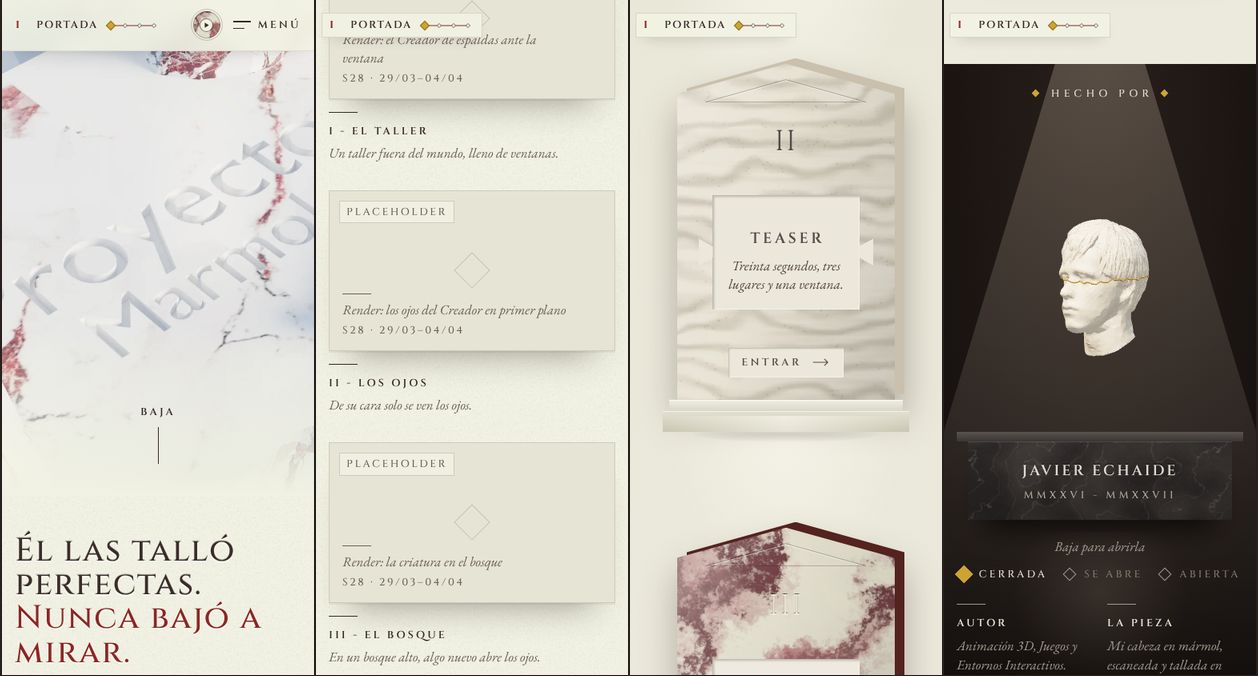 I PORTADA
MENÚ
royecto
Marmol
BAJA
ÉL LAS TALLÓ
PERFECTAS.
NUNCA BAJÓ A
MIRAR.
I PORTADA
Render: el Creador de espaldas ante la
ventana
S28 · 29/03–04/04
I - EL TALLER
Un taller fuera del mundo, lleno de ventanas.
PLACEHOLDER
Render: los ojos del Creador en primer plano
S28 · 29/03–04/04
II - LOS OJOS
De su cara solo se ven los ojos.
PLACEHOLDER
Render: la criatura en el bosque
S28 · 29/03–04/04
III - EL BOSQUE
En un bosque alto, algo nuevo abre los ojos.
I PORTADA
II
TEASER
Treinta segundos, tres
lugares y una ventana.
ENTRAR →
III
I PORTADA
HECHO POR
JAVIER ECHAIDE
MMXXVI – MMXXVII
Baja para abrirla
CERRADA SE ABRE ABIERTA
AUTOR
Animación 3D, Juegos y
Entornos Interactivos.
LA PIEZA
Mi cabeza en mármol,
escaneada y tallada en